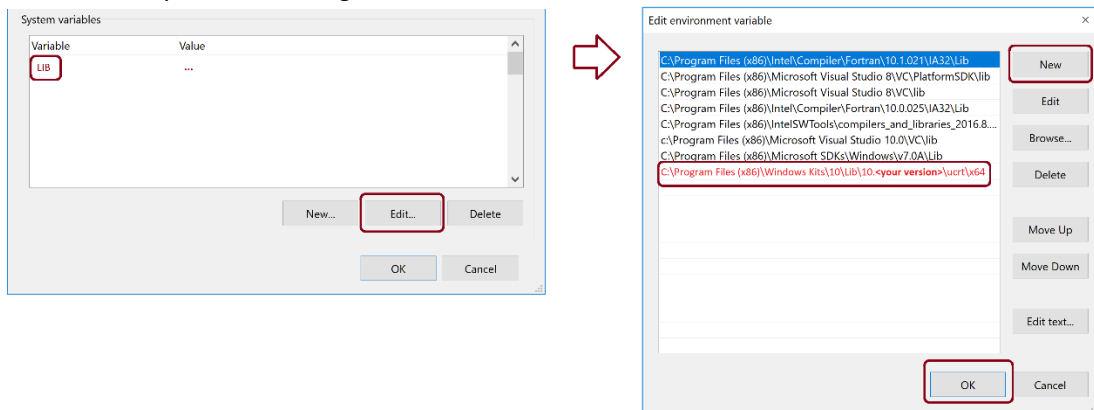 System variables
Variable Value
LIB ...
New... Edit... Delete
OK Cancel
Edit environment variable
C:\Program Files (x86)\Intel\Compiler\Fortran\10.1.021\IA32\Lib
C:\Program Files (x86)\Microsoft Visual Studio 8\VC\PlatformSDK\lib
C:\Program Files (x86)\Microsoft Visual Studio 8\VC\lib
C:\Program Files (x86)\Intel\Compiler\Fortran\10.0.025\IA32\Lib
C:\Program Files (x86)\IntelSWTools\compilers_and_libraries_2016.8....
c:\Program Files (x86)\Microsoft Visual Studio 10.0\VC\lib
C:\Program Files (x86)\Microsoft SDKs\Windows\v7.0A\Lib
C:\Program Files (x86)\Windows Kits\10\Lib\10.<your version>\ucrt\x64
New
Edit
Browse...
Delete
Move Up
Move Down
Edit text...
OK Cancel